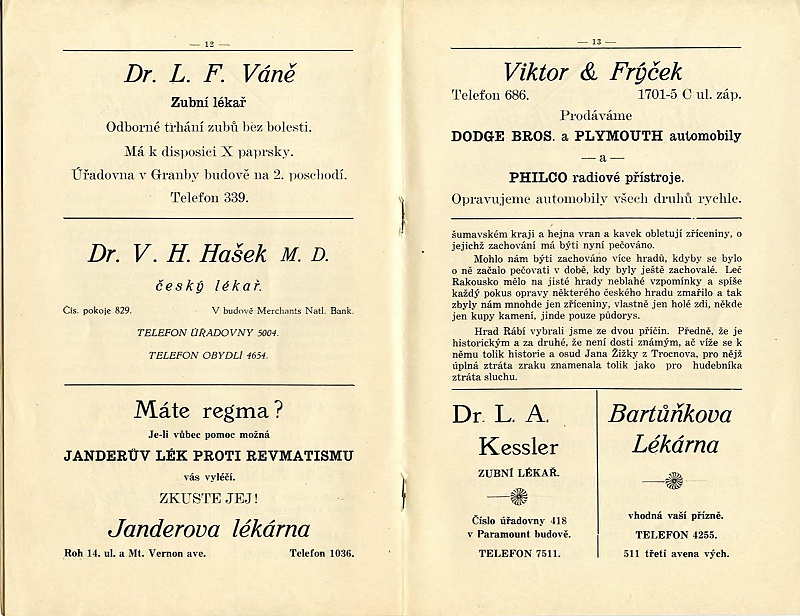 — 12 —
Dr. L. F. Váně
Zubní lékař
Odborné trhání zubů bez bolesti.
Má k disposici X paprsky.
Úřadovna v Granby budově na 2. poschodí.
Telefon 339.
Dr. V. H. Hašek M. D.
český lékař.
Čís. pokoje 829. V budově Merchants Natl. Bank.
TELEFON ÚŘADOVNY 5004.
TELEFON OBYDLÍ 4654.
Máte regma?
Je-li vůbec pomoc možná
JANDERŮV LÉK PROTI REVMATISMU
vás vyléčí.
ZKUSTE JEJ!
Janderova lékárna
Roh 14. ul. a Mt. Vernon ave. Telefon 1036.
— 13 —
Viktor & Frýček
Telefon 686. 1701-5 C ul. záp.
Prodáváme
DODGE BROS. a PLYMOUTH automobily
— a —
PHILCO radiové přístroje.
Opravujeme automobily všech druhů rychle.
šumavském kraji a hejna vran a kavek obletují zříceniny, o
jejichž zachování má býti nyní pečováno.
Mohlo nám býti zachováno více hradů, kdyby se bylo
o ně začalo pečovati v době, kdy byly ještě zachovalé. Leč
Rakousko mělo na jisté hrady neblahé vzpomínky a spíše
každý pokus opravy některého českého hradu zmařilo a tak
zbyly nám mnohde jen zříceniny, vlastně jen holé zdi, někde
jen kupy kamení, jinde pouze půdorys.
Hrad Rábí vybrali jsme ze dvou příčin. Předně, že je
historickým a za druhé, že není dosti známým, ač víže se k
němu tolik historie a osud Jana Žižky z Trocnova, pro nějž
úplná ztráta zraku znamenala tolik jako pro hudebníka
ztráta sluchu.
Dr. L. A.
Kessler
ZUBNÍ LÉKAŘ.
Číslo úřadovny 418
v Paramount budově.
TELEFON 7511.
Bartůňkova
Lékárna
vhodná vaší přízně.
TELEFON 4255.
511 třetí avena vých.